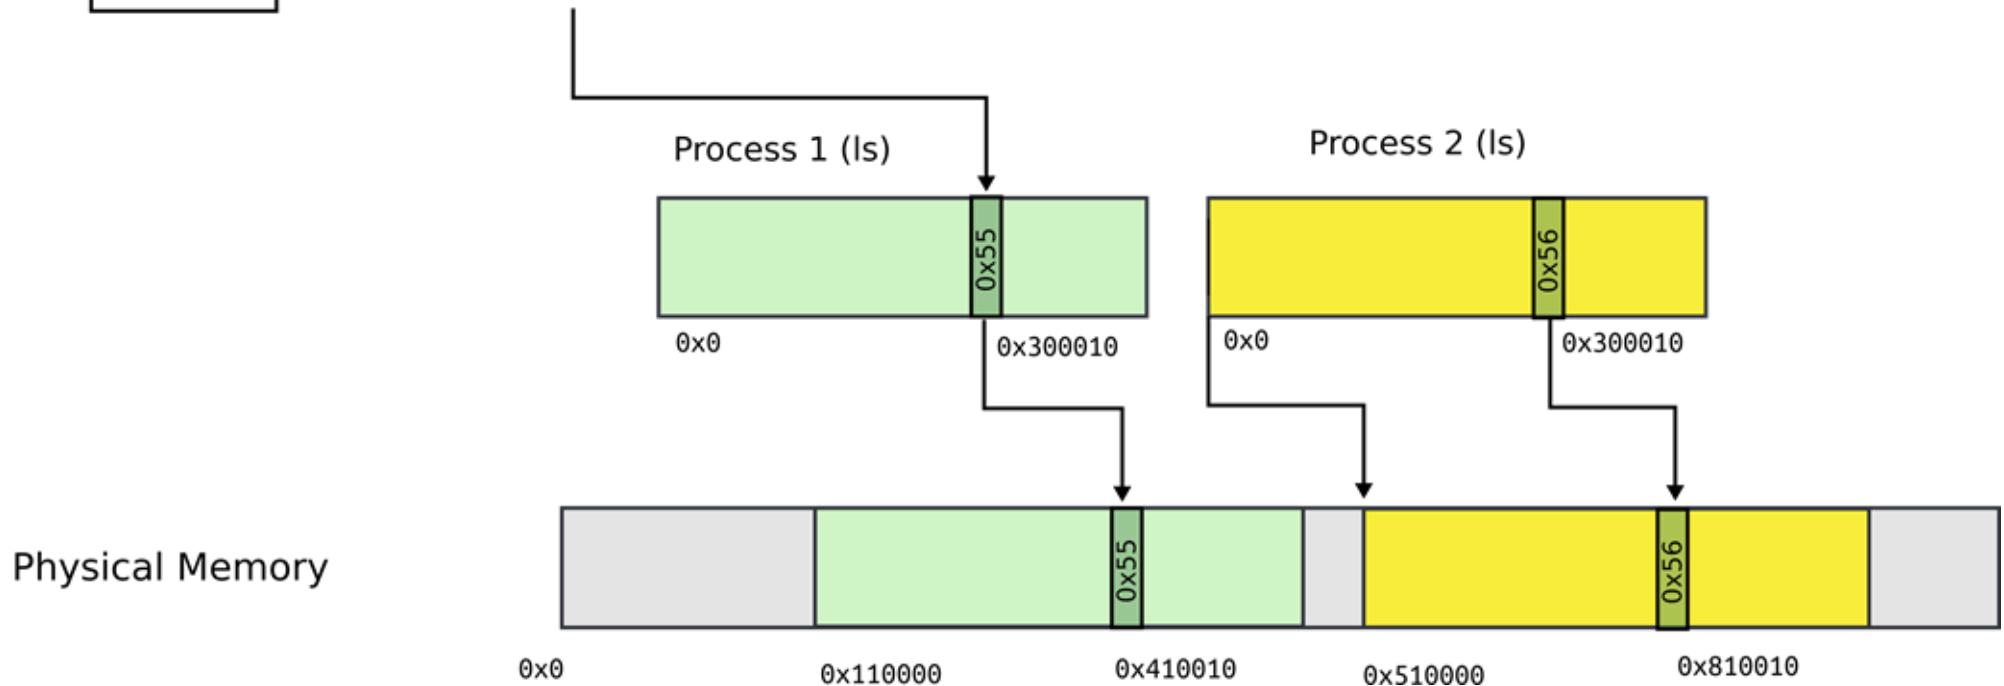 Process 1 (ls)
Process 2 (ls)
0x55
0x56
0x0
0x300010
0x0
0x300010
Physical Memory
0x55
0x56
0x0
0x110000
0x410010
0x510000
0x810010